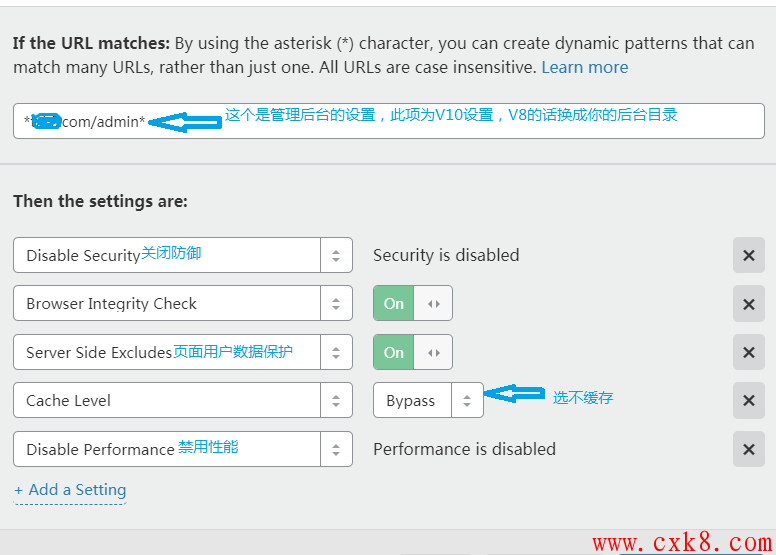 If the URL matches: By using the asterisk (*) character, you can create dynamic patterns that can
match many URLs, rather than just one. All URLs are case insensitive. Learn more
*.com/admin* 这个是管理后台的设置，此项为V10设置，V8的话换成你的后台目录
Then the settings are:
Disable Security 关闭防御 Security is disabled ×
Browser Integrity Check On ×
Server Side Excludes 页面用户数据保护 On ×
Cache Level Bypass 选不缓存 ×
Disable Performance 禁用性能 Performance is disabled ×
+ Add a Setting
www.cxk8.com